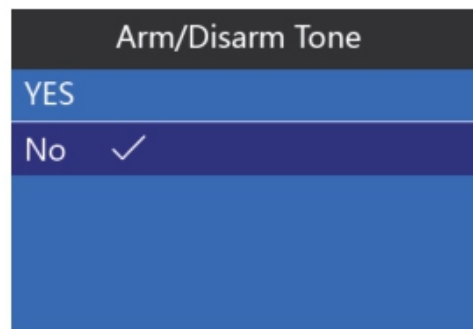 Arm/Disarm Tone
YES
No ✓